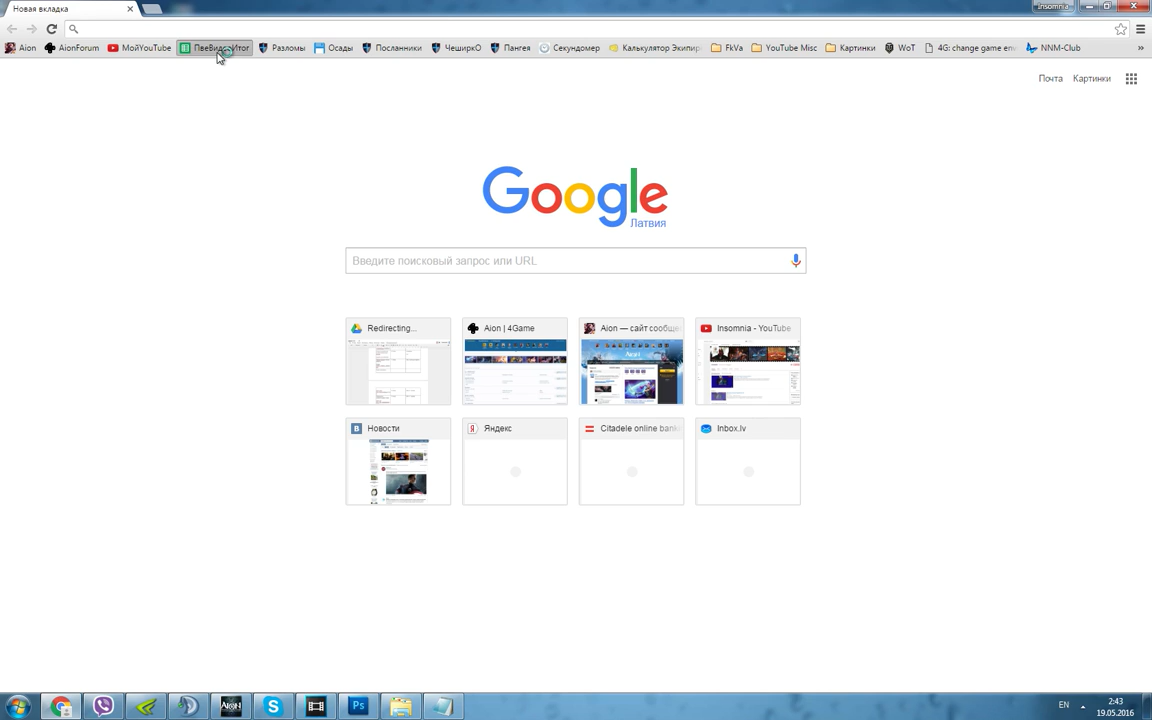 Новая вкладка
Insomnia
Aion
AionForum
МойYouTube
Разломы
Осады
Посланники
ЧеширкО
Пангея
Секундомер
Калькулятор Экипир
FkVa
YouTube Misc
Картинки
WoT
4G: change game en
NNM-Club
»
Почта
Картинки
Google
Латвия
Введите поисковый запрос или URL
Redirecting...
Aion | 4Game
Aion — сайт сообще
Insomnia - YouTube
Новости
Яндекс
Citadele online bank
Inbox.lv
EN
2:43
19.05.2016